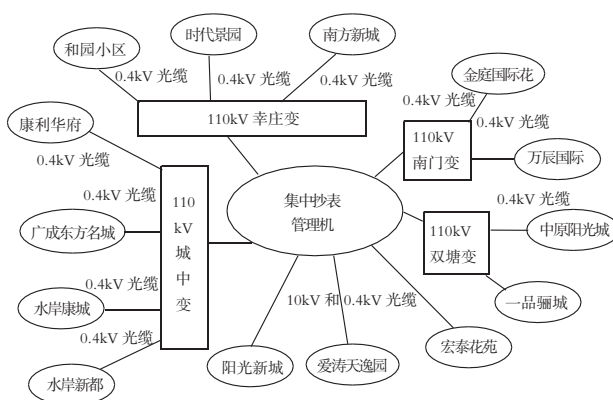 时代景园
南方新城
和园小区
金庭国际花
0.4kV 光缆
0.4kV 光缆
0.4kV 光缆
0.4kV 光缆
110kV 幸庄变
康利华府
0.4kV 光缆
110kV
南门变
万辰国际
0.4kV 光缆
0.4kV 光缆
110
kV
城
中
变
集中抄表
管理机
0.4kV 光缆
广成东方名城
110kV
双塘变
中原阳光城
0.4kV 光缆
水岸康城
10kV 和 0.4kV 光缆
一品骊城
0.4kV 光缆
宏泰花苑
阳光新城
爱涛天逸园
水岸新都